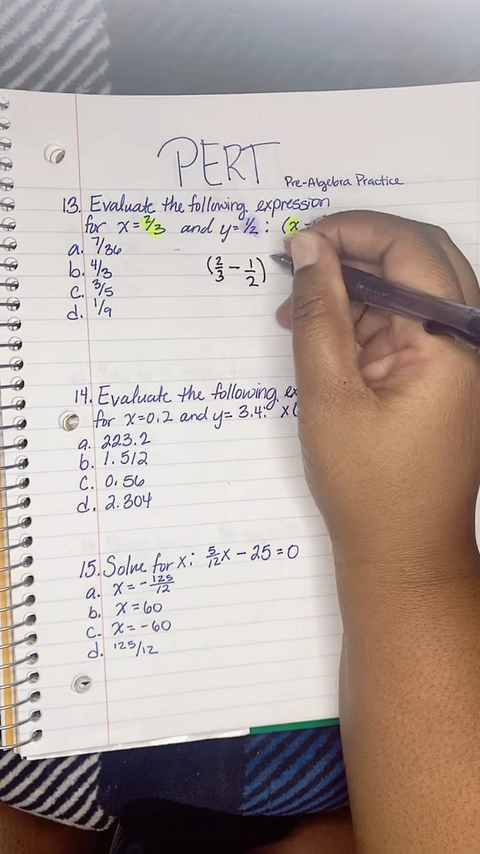 PERT Pre-Algebra Practice
13. Evaluate the following expression
for x=2/3 and y=1/2: (x-
a. 7/36
b. 4/3
c. 3/5
d. 1/9
(2/3 - 1/2)
14. Evaluate the following ex
for x=0.2 and y= 3.4: x(
a. 223.2
b. 1.512
c. 0.56
d. 2.304
15. Solve for x: 5/12x - 25 = 0
a. x = -125/12
b. x = 60
c. x = -60
d. 125/12